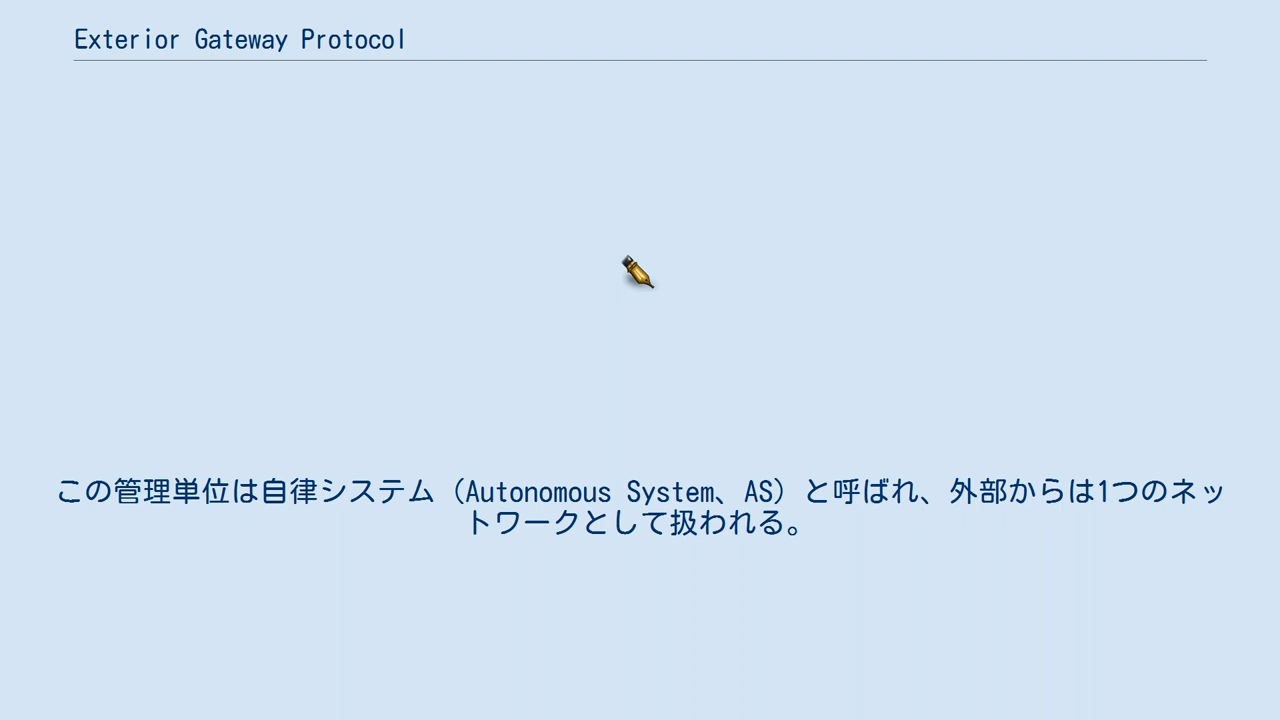 Exterior Gateway Protocol
この管理単位は自律システム（Autonomous System、AS）と呼ばれ、外部からは1つのネッ
トワークとして扱われる。